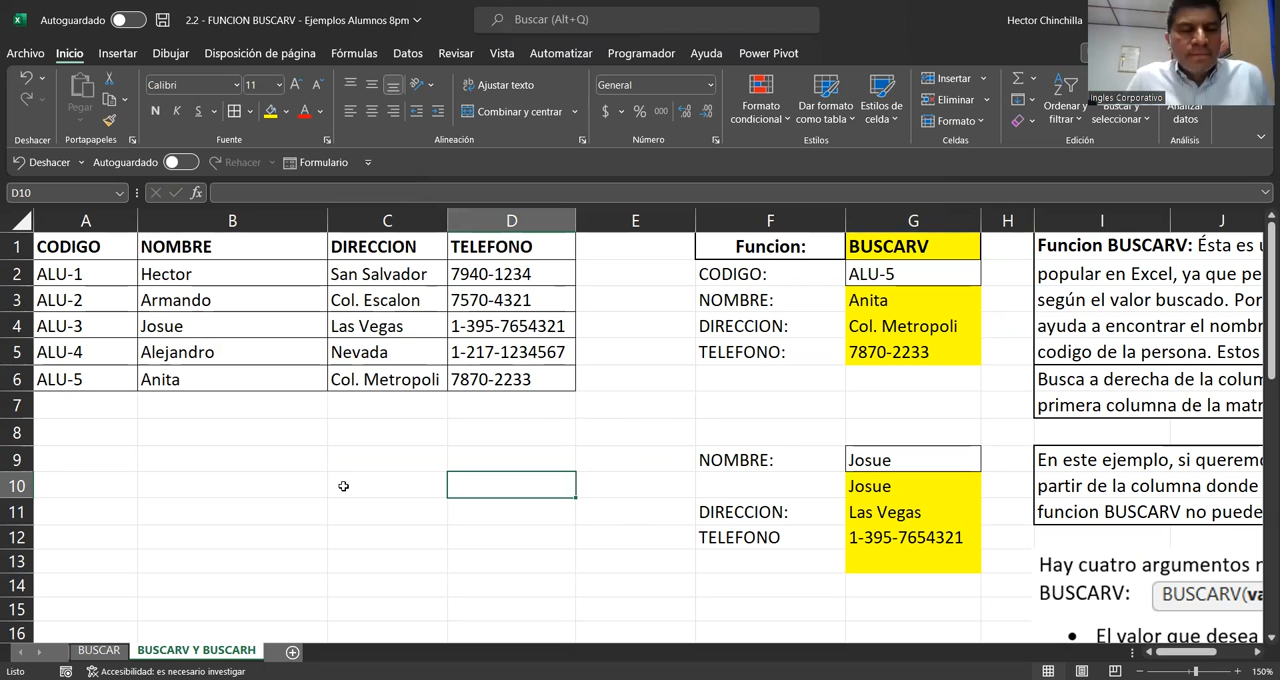 Autoguardado
2.2 - FUNCION BUSCARV - Ejemplos Alumnos 8pm
Buscar (Alt+Q)
Hector Chinchilla
Archivo Inicio Insertar Dibujar Disposición de página Fórmulas Datos Revisar Vista Automatizar Programador Ayuda Power Pivot
Ingles Corporativo
Pegar
Calibri 11
N K S
Ajustar texto
Combinar y centrar
General
$ % 000
Formato condicional
Dar formato como tabla
Estilos de celda
Insertar
Eliminar
Formato
Ordenar y filtrar
Buscar y seleccionar
Analizar datos
Deshacer Portapapeles Fuente Alineación Número Estilos Celdas Edición Análisis
Deshacer Autoguardado Rehacer Formulario
D10 fx
A B C D E F G H I J
1 CODIGO NOMBRE DIRECCION TELEFONO Funcion: BUSCARV Funcion BUSCARV: Ésta es
2 ALU-1 Hector San Salvador 7940-1234 CODIGO: ALU-5 popular en Excel, ya que pe
3 ALU-2 Armando Col. Escalon 7570-4321 NOMBRE: Anita según el valor buscado. Por
4 ALU-3 Josue Las Vegas 1-395-7654321 DIRECCION: Col. Metropoli ayuda a encontrar el nombr
5 ALU-4 Alejandro Nevada 1-217-1234567 TELEFONO: 7870-2233 codigo de la persona. Estos
6 ALU-5 Anita Col. Metropoli 7870-2233 Busca a derecha de la colum
7 primera columna de la matr
8
9 NOMBRE: Josue En este ejemplo, si queremo
10 Josue partir de la columna donde
11 DIRECCION: Las Vegas funcion BUSCARV no puede
12 TELEFONO 1-395-7654321
13 Hay cuatro argumentos
14 BUSCARV: BUSCARV(va
15
16 • El valor que desea
BUSCAR BUSCARV Y BUSCARH
Listo Accesibilidad: es necesario investigar 150%